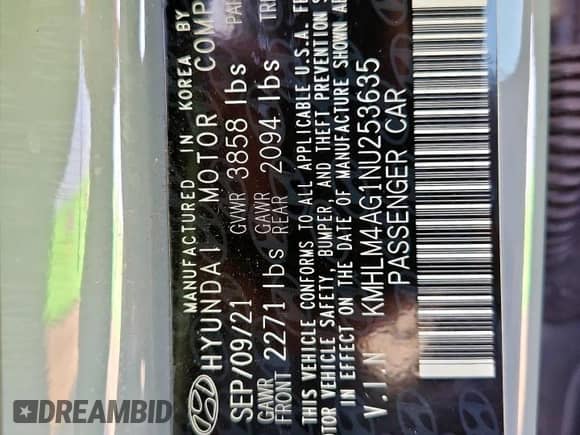 MANUFACTURED IN KOREA BY
HYUNDAI MOTOR COMP
SEP/09/21 GVWR 3858 lbs PA
GAWR FRONT 2271 lbs GAWR REAR 2094 lbs
THIS VEHICLE CONFORMS TO ALL APPLICABLE U.S.A. FE
TOR VEHICLE SAFETY, BUMPER, AND THEFT PREVENTION S
IN EFFECT ON THE DATE OF MANUFACTURE SHOWN AB
V.I.N KMHLM4AG1NU253635
PASSENGER CAR
DREAMBID